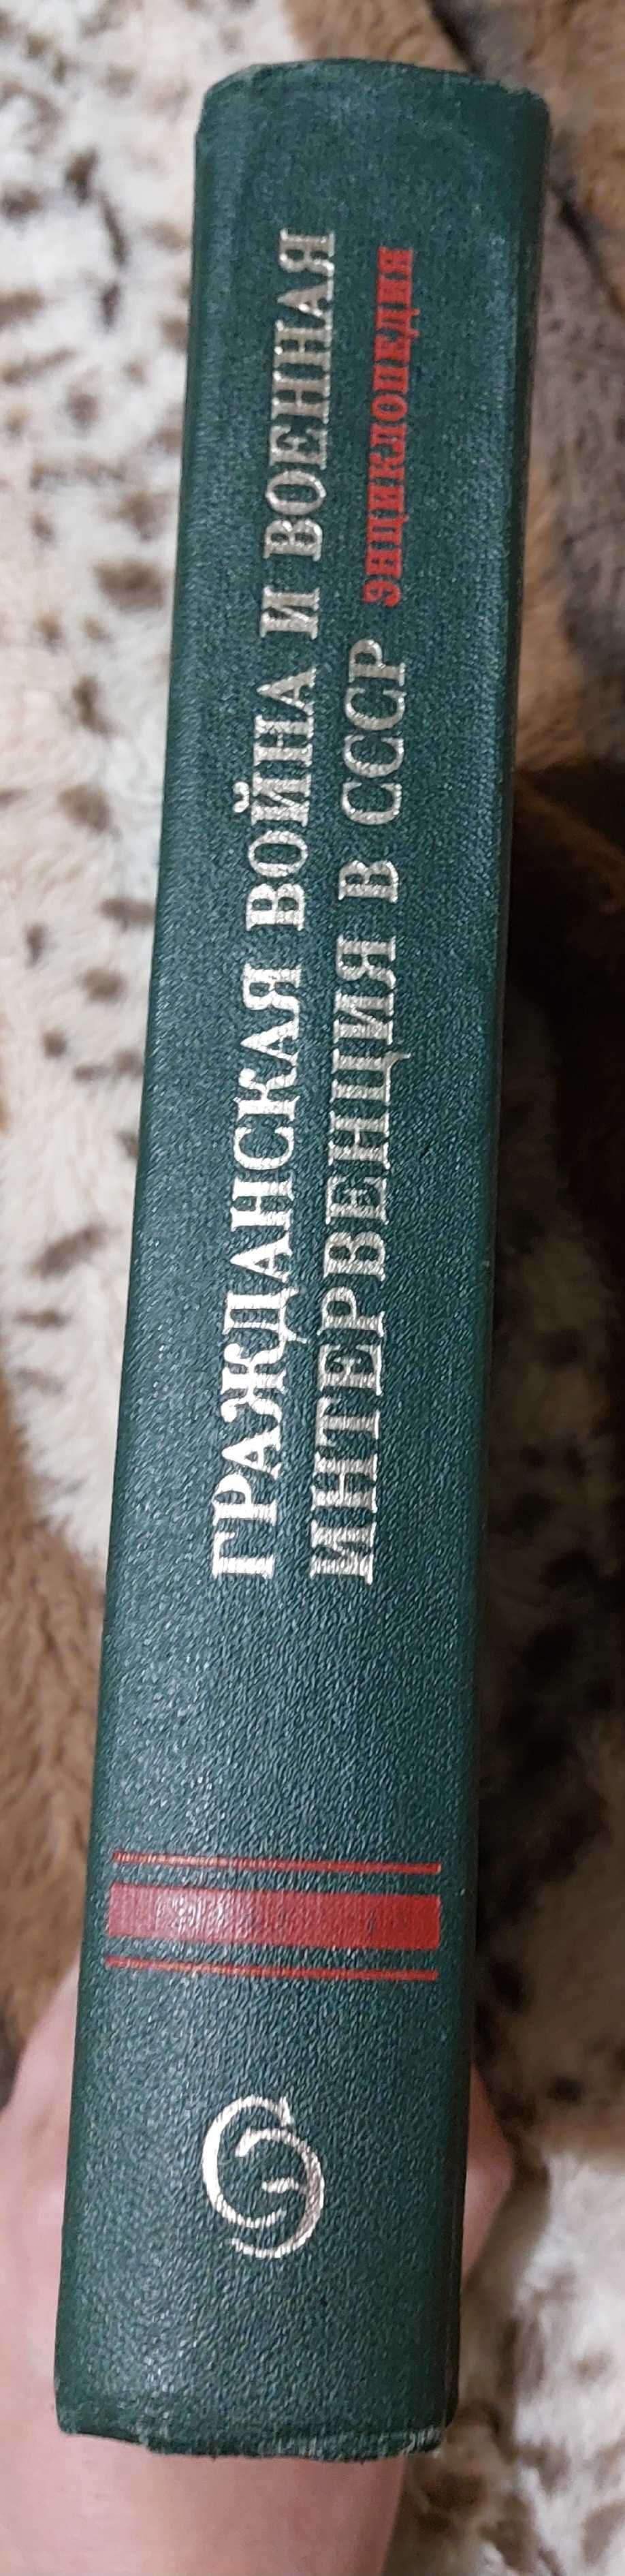 ГРАЖДАНСКАЯ ВОЙНА И ВОЕННАЯ
ИНТЕРВЕНЦИЯ В СССР энциклопедия